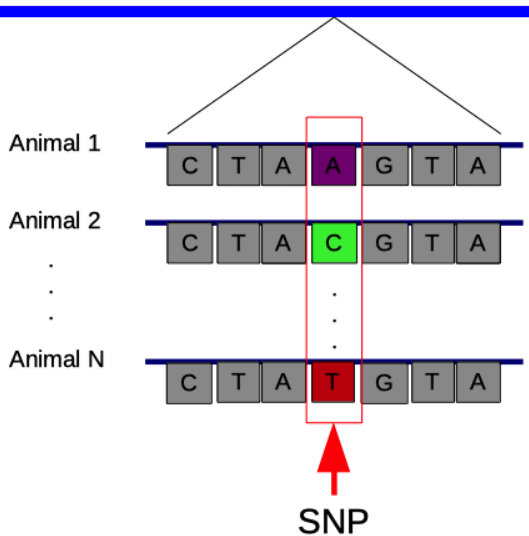 Animal 1
C T A A G T A
Animal 2
C T A C G T A
.
.
.
.
.
.
Animal N
C T A T G T A
SNP